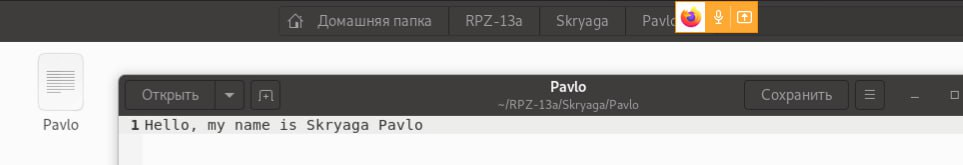 Домашняя папка RPZ-13a Skryaga Pavlo
Pavlo
Открыть Pavlo Сохранить
~/RPZ-13a/Skryaga/Pavlo
1 Hello, my name is Skryaga Pavlo